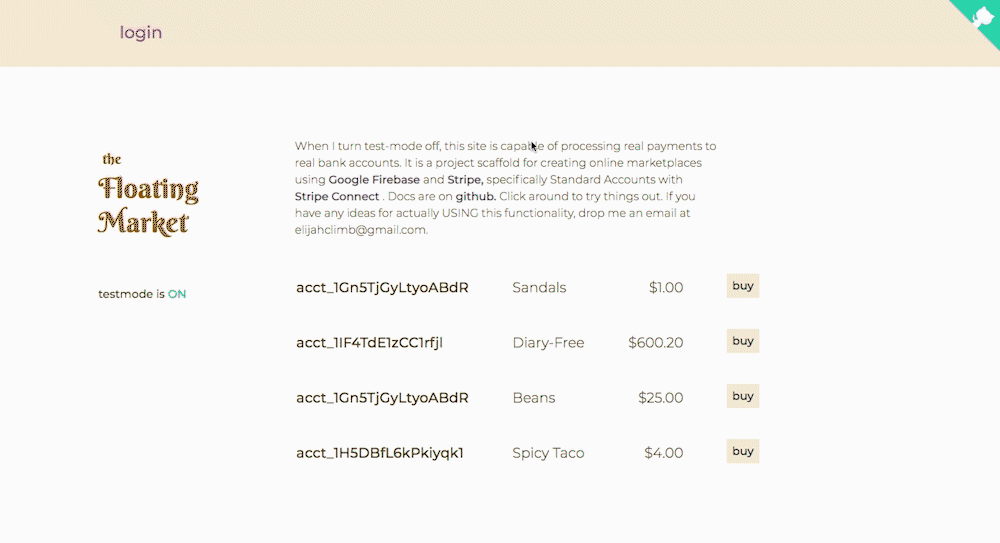 login
the
Floating
Market
testmode is ON
When I turn test-mode off, this site is capable of processing real payments to
real bank accounts. It is a project scaffold for creating online marketplaces
using Google Firebase and Stripe, specifically Standard Accounts with
Stripe Connect . Docs are on github. Click around to try things out. If you
have any ideas for actually USING this functionality, drop me an email at
elijahclimb@gmail.com.
acct_1Gn5TjGyLtyoABdR Sandals $1.00 buy
acct_1IF4TdE1zCC1rfjl Diary-Free $600.20 buy
acct_1Gn5TjGyLtyoABdR Beans $25.00 buy
acct_1H5DBfL6kPkiyqk1 Spicy Taco $4.00 buy